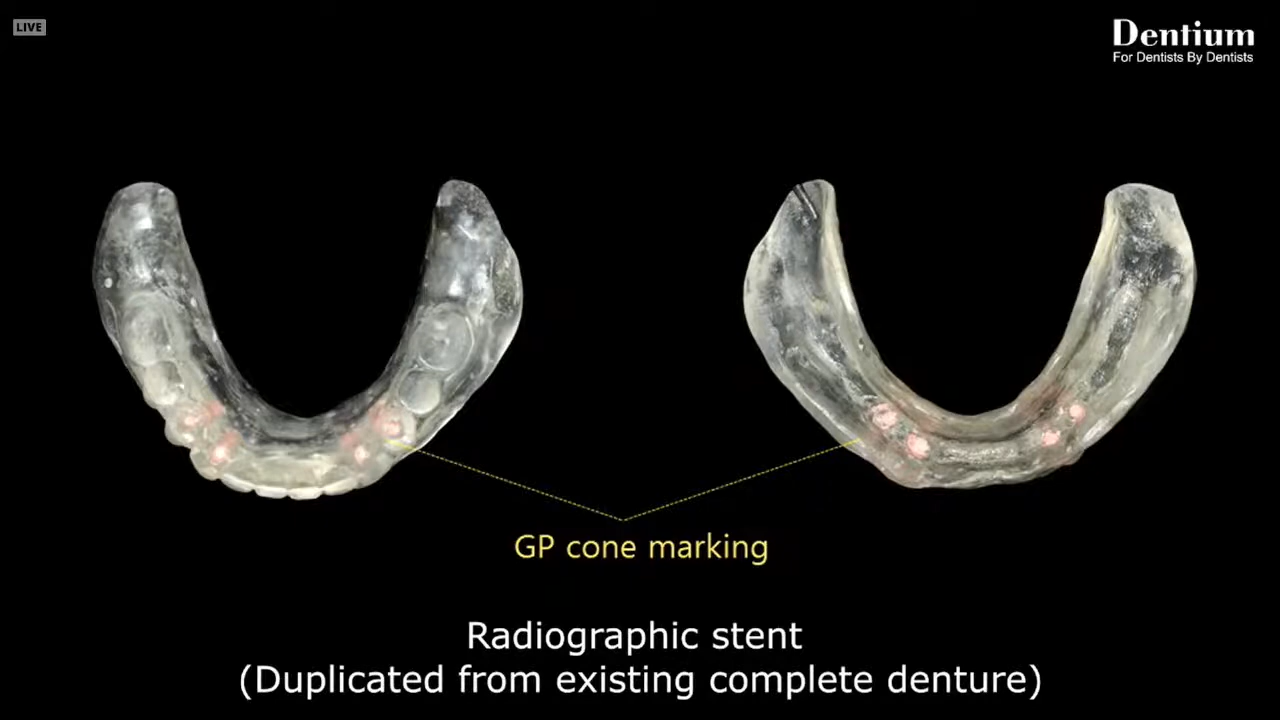 LIVE
Dentium
For Dentists By Dentists
GP cone marking
Radiographic stent
(Duplicated from existing complete denture)